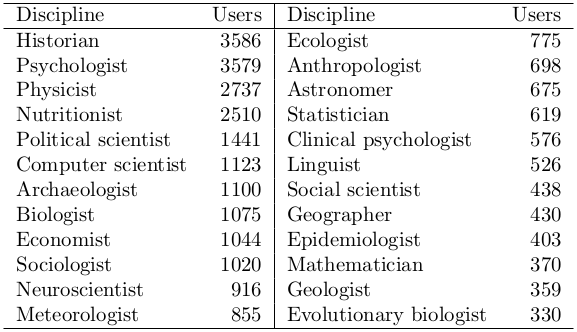 Discipline Users Discipline Users
Historian 3586 Ecologist 775
Psychologist 3579 Anthropologist 698
Physicist 2737 Astronomer 675
Nutritionist 2510 Statistician 619
Political scientist 1441 Clinical psychologist 576
Computer scientist 1123 Linguist 526
Archaeologist 1100 Social scientist 438
Biologist 1075 Geographer 430
Economist 1044 Epidemiologist 403
Sociologist 1020 Mathematician 370
Neuroscientist 916 Geologist 359
Meteorologist 855 Evolutionary biologist 330